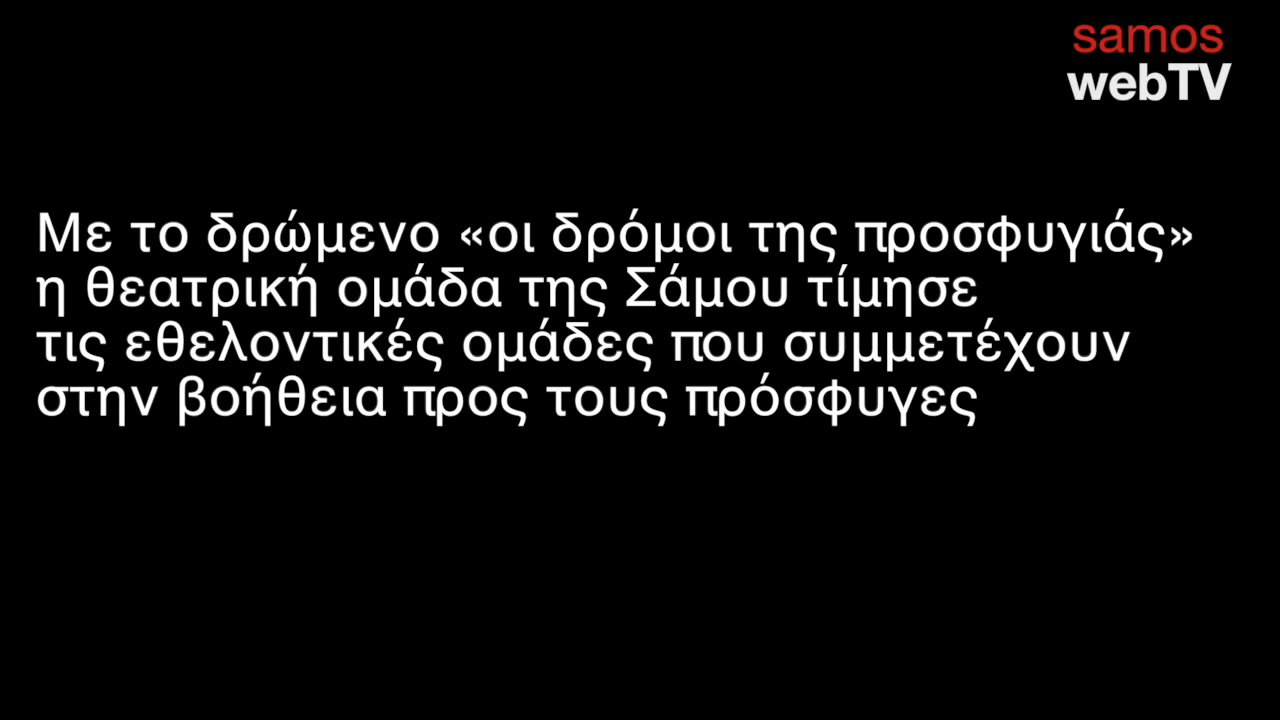 samos
webTV
Με το δρώμενο «οι δρόμοι της προσφυγιάς»
η θεατρική ομάδα της Σάμου τίμησε
τις εθελοντικές ομάδες που συμμετέχουν
στην βοήθεια προς τους πρόσφυγες